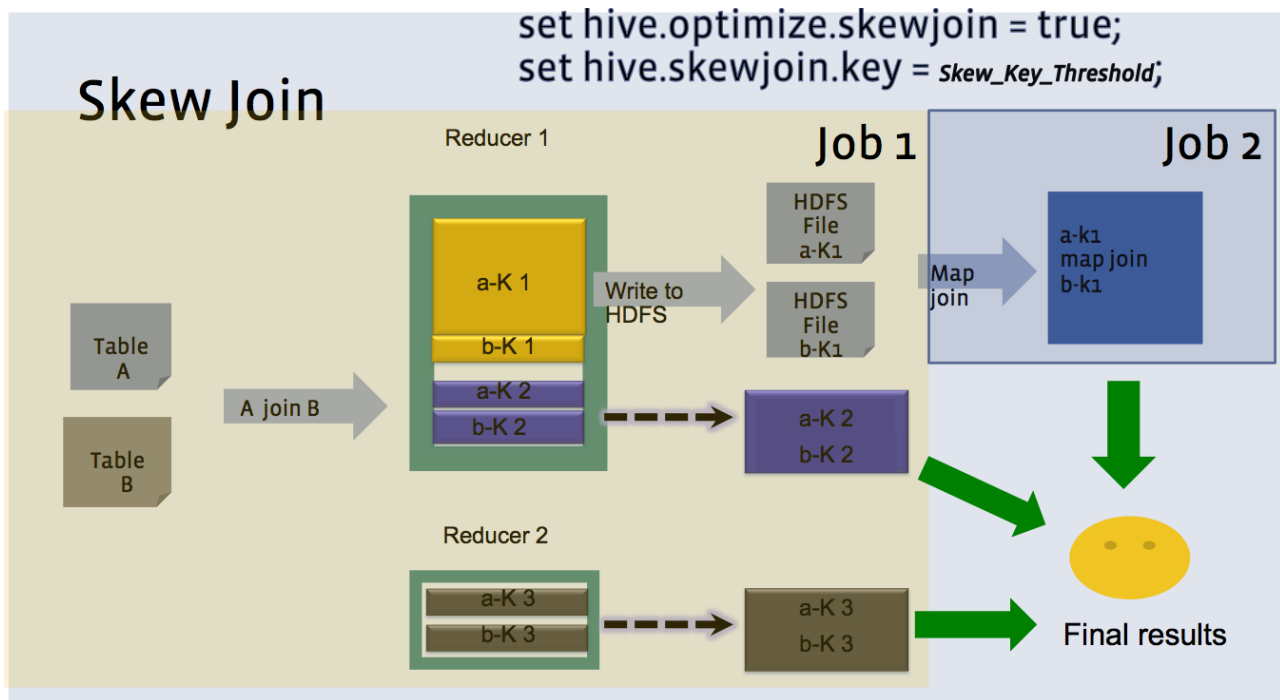 set hive.optimize.skewjoin = true;
set hive.skewjoin.key = Skew_Key_Threshold;
Skew Join
Reducer 1
Job 1
Job 2
Table
A
Table
B
A join B
a-K 1
b-K 1
a-K 2
b-K 2
Write to
HDFS
HDFS
File
a-K1
HDFS
File
b-K1
Map
join
a-k1
map join
b-k1
a-K 2
b-K 2
Reducer 2
a-K 3
b-K 3
a-K 3
b-K 3
Final results